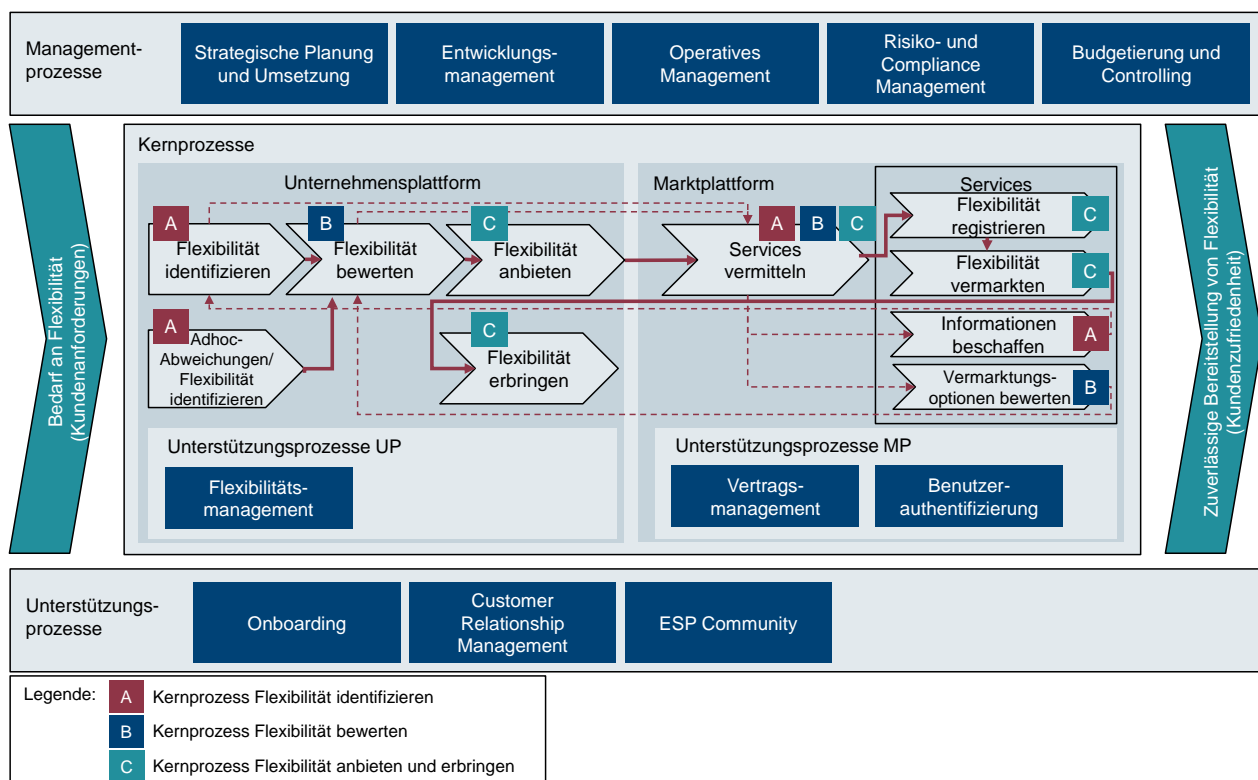 Management-
prozesse
Strategische Planung
und Umsetzung
Entwicklungs-
management
Operatives
Management
Risiko- und
Compliance
Management
Budgetierung und
Controlling
Bedarf an Flexibilität
(Kundenanforderungen)
Kernprozesse
Unternehmensplattform
A
Flexibilität
identifizieren
B
Flexibilität
bewerten
C
Flexibilität
anbieten
A
Adhoc-
Abweichungen/
Flexibilität
identifizieren
C
Flexibilität
erbringen
Unterstützungsprozesse UP
Flexibilitäts-
management
Marktplattform
A B C
Services
vermitteln
Services
Flexibilität
registrieren
C
Flexibilität
vermarkten
C
Informationen
beschaffen
A
Vermarktungs-
optionen bewerten
B
Unterstützungsprozesse MP
Vertrags-
management
Benutzer-
authentifizierung
Zuverlässige Bereitstellung von Flexibilität
(Kundenzufriedenheit)
Unterstützungs-
prozesse
Onboarding
Customer
Relationship
Management
ESP Community
Legende:
A Kernprozess Flexibilität identifizieren
B Kernprozess Flexibilität bewerten
C Kernprozess Flexibilität anbieten und erbringen